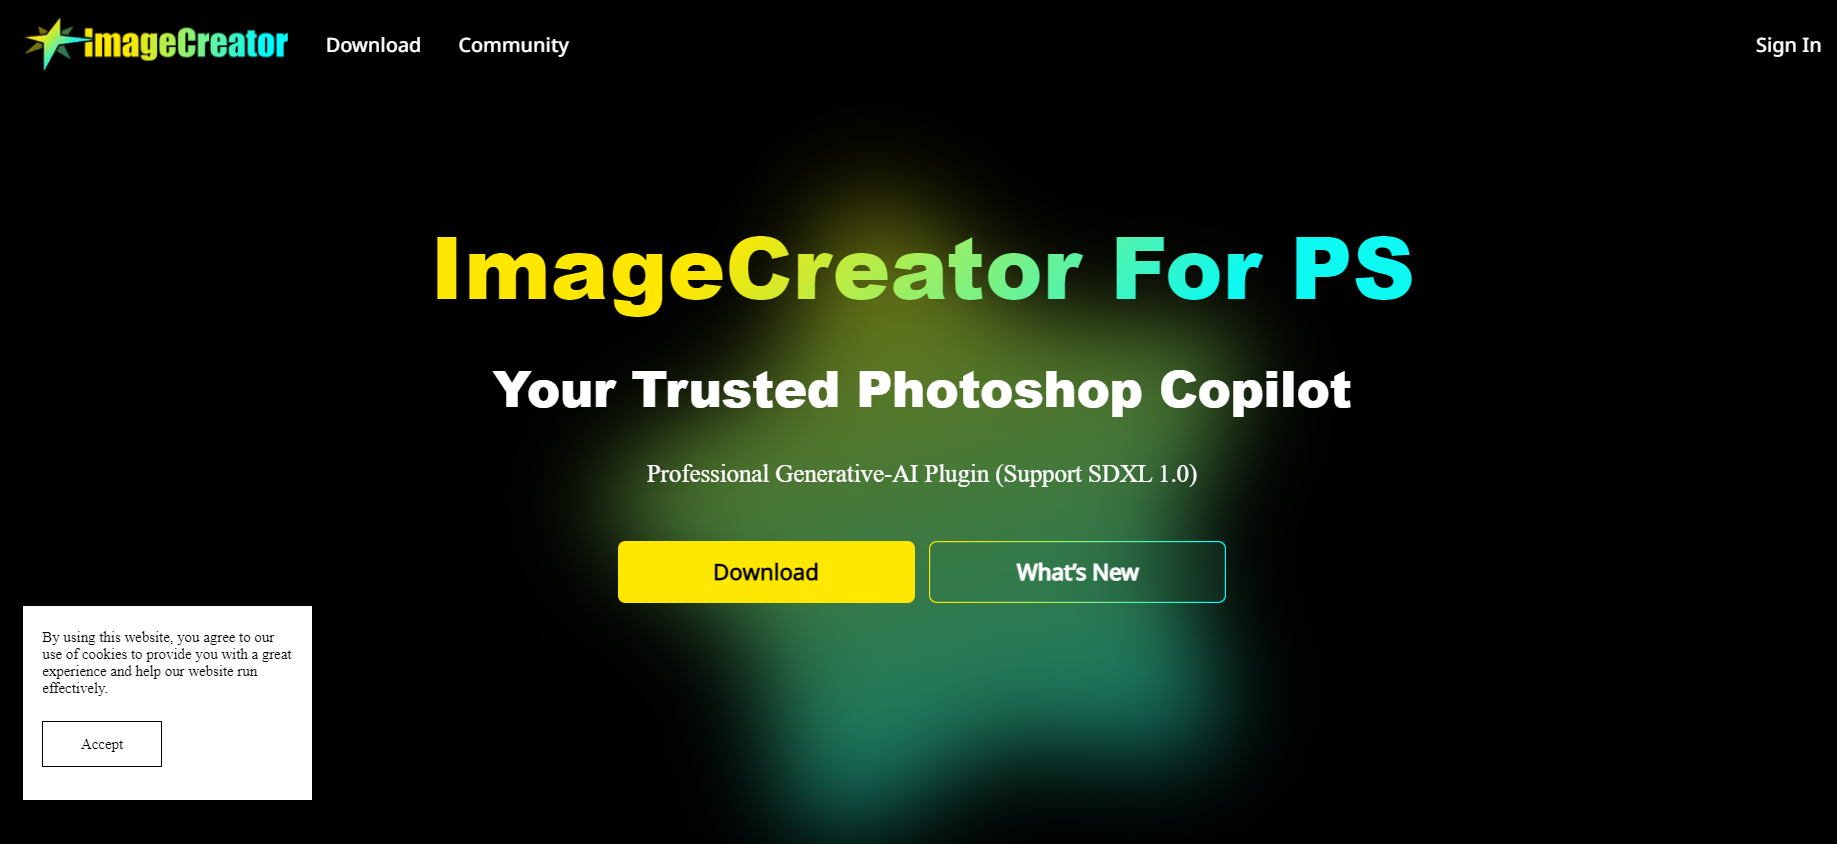 ImageCreator
Download
Community
Sign In
ImageCreator For PS
Your Trusted Photoshop Copilot
Professional Generative-AI Plugin (Support SDXL 1.0)
Download
What’s New
By using this website, you agree to our
use of cookies to provide you with a great
experience and help our website run
effectively.
Accept